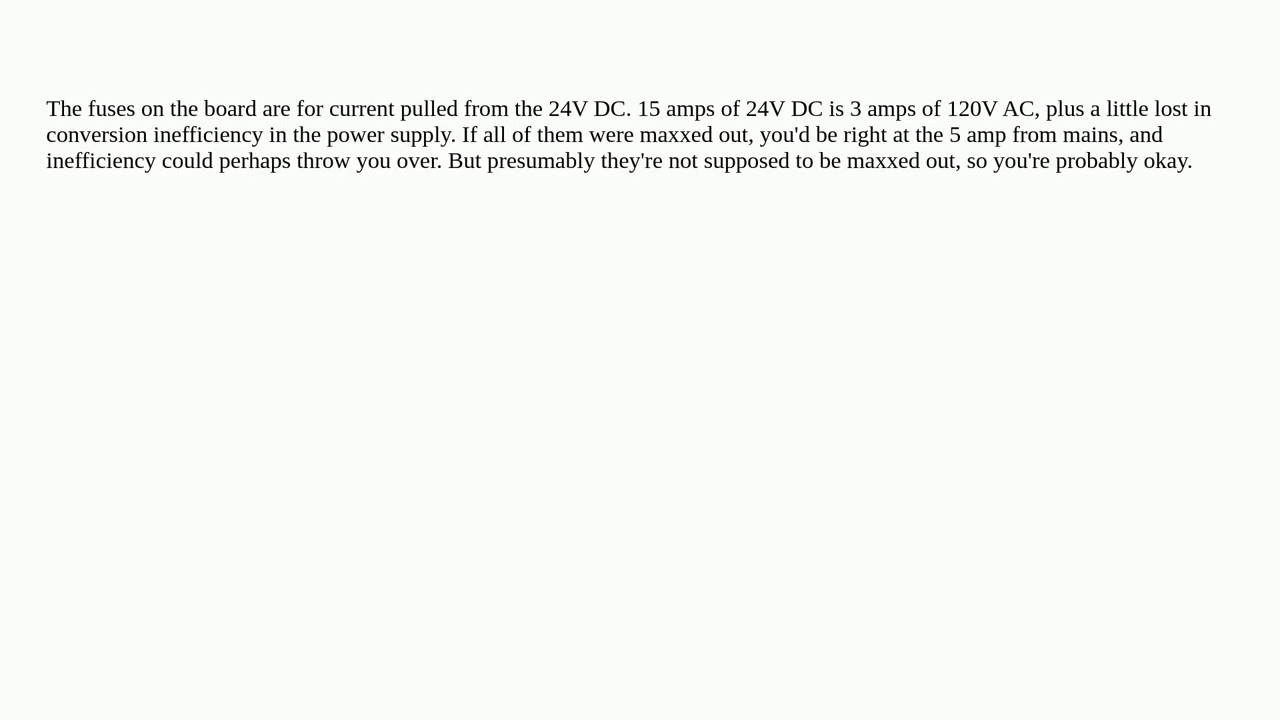 The fuses on the board are for current pulled from the 24V DC. 15 amps of 24V DC is 3 amps of 120V AC, plus a little lost in
conversion inefficiency in the power supply. If all of them were maxxed out, you'd be right at the 5 amp from mains, and
inefficiency could perhaps throw you over. But presumably they're not supposed to be maxxed out, so you're probably okay.